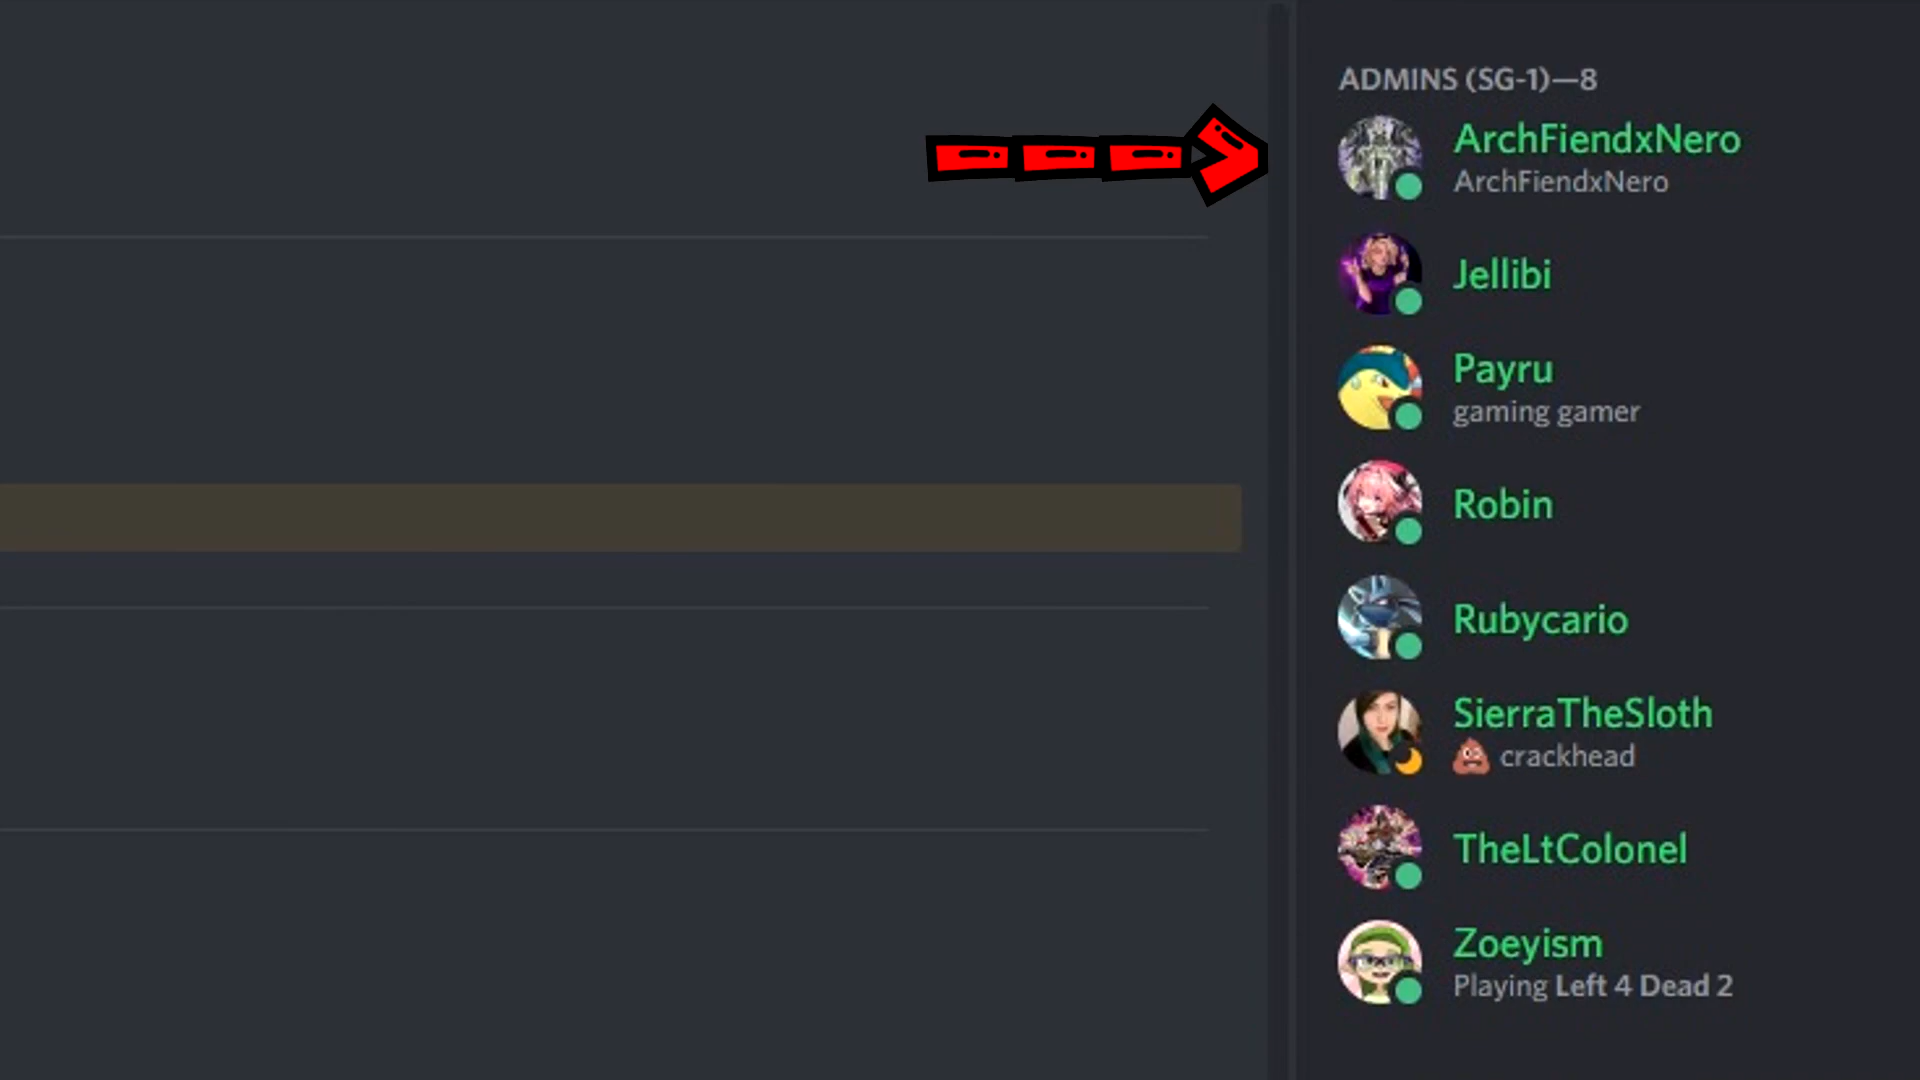 ADMINS (SG-1)—8
ArchFiendxNero
ArchFiendxNero
Jellibi
Payru
gaming gamer
Robin
Rubycario
SierraTheSloth
💩 crackhead
TheLtColonel
Zoeyism
Playing Left 4 Dead 2